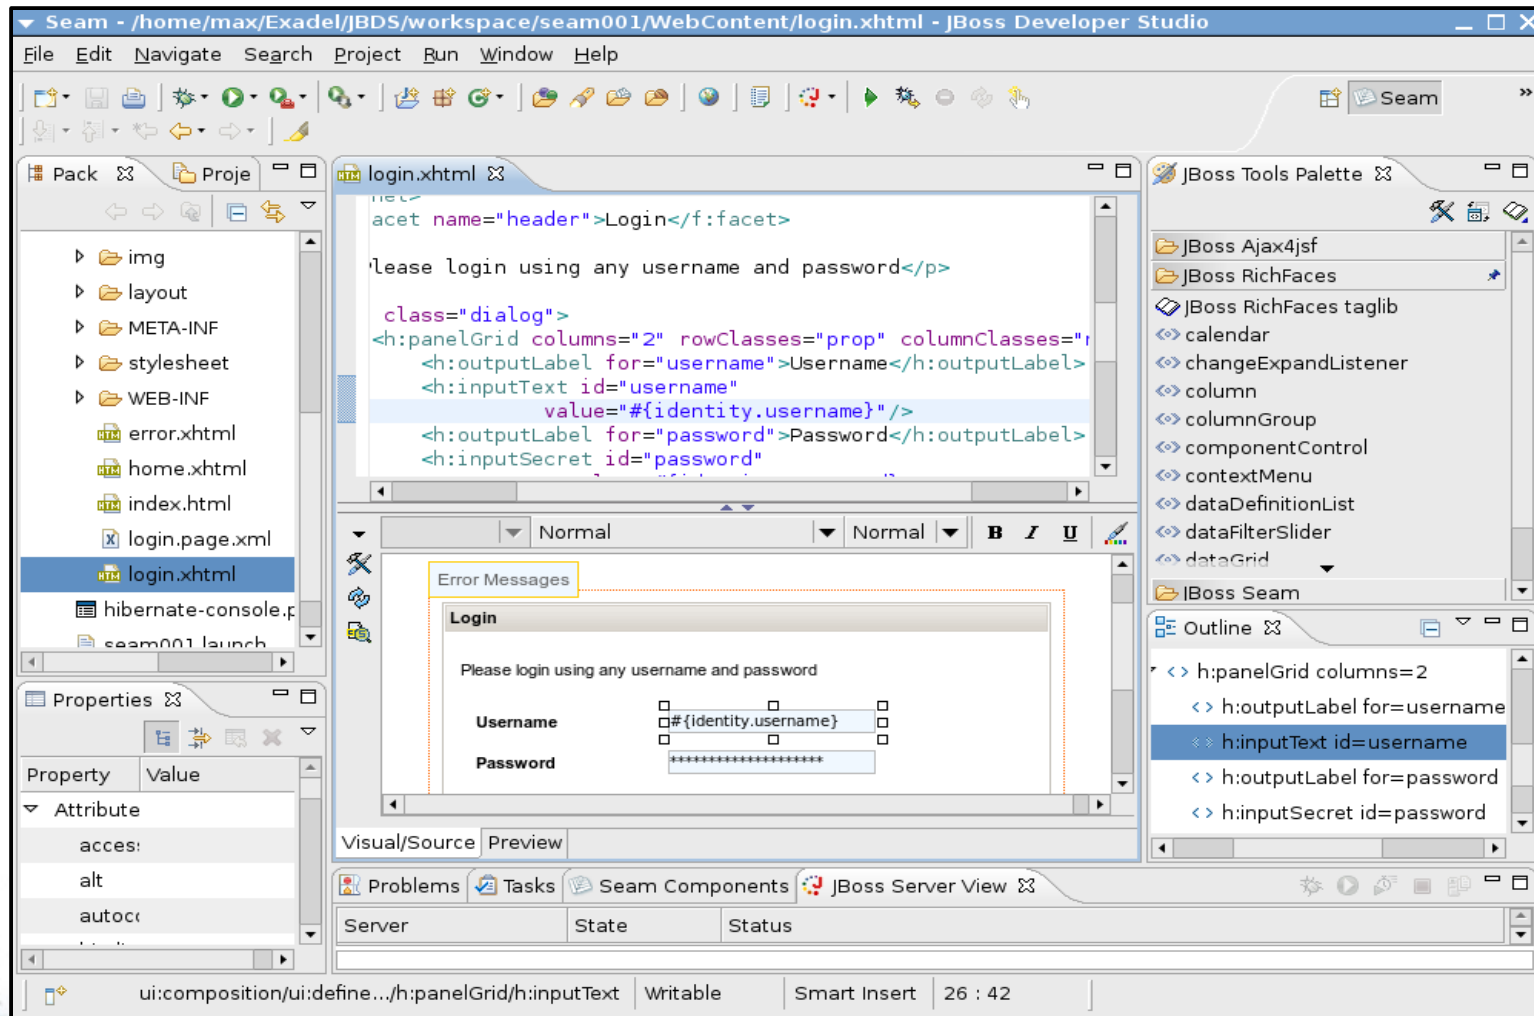 Seam - /home/max/Exadel/JBDS/workspace/seam001/WebContent/login.xhtml - JBoss Developer Studio
File Edit Navigate Search Project Run Window Help
Seam
Pack Proje
img
layout
META-INF
stylesheet
WEB-INF
error.xhtml
home.xhtml
index.html
login.page.xml
login.xhtml
hibernate-console.p
seam001.launch
Properties
Property Value
Attribute
acces
alt
autoc
login.xhtml
acet name="header">Login</f:facet>
lease login using any username and password</p>
class="dialog">
<h:panelGrid columns="2" rowClasses="prop" columnClasses="
<h:outputLabel for="username">Username</h:outputLabel>
<h:inputText id="username"
value="#{identity.username}"/>
<h:outputLabel for="password">Password</h:outputLabel>
<h:inputSecret id="password"
Normal Normal B I U
Error Messages
Login
Please login using any username and password
Username #{identity.username}
Password ********************
Visual/Source Preview
JBoss Tools Palette
JBoss Ajax4jsf
JBoss RichFaces
JBoss RichFaces taglib
calendar
changeExpandListener
column
columnGroup
componentControl
contextMenu
dataDefinitionList
dataFilterSlider
dataGrid
JBoss Seam
Outline
h:panelGrid columns=2
h:outputLabel for=username
h:inputText id=username
h:outputLabel for=password
h:inputSecret id=password
Problems Tasks Seam Components JBoss Server View
Server State Status
ui:composition/ui:define.../h:panelGrid/h:inputText Writable Smart Insert 26 : 42